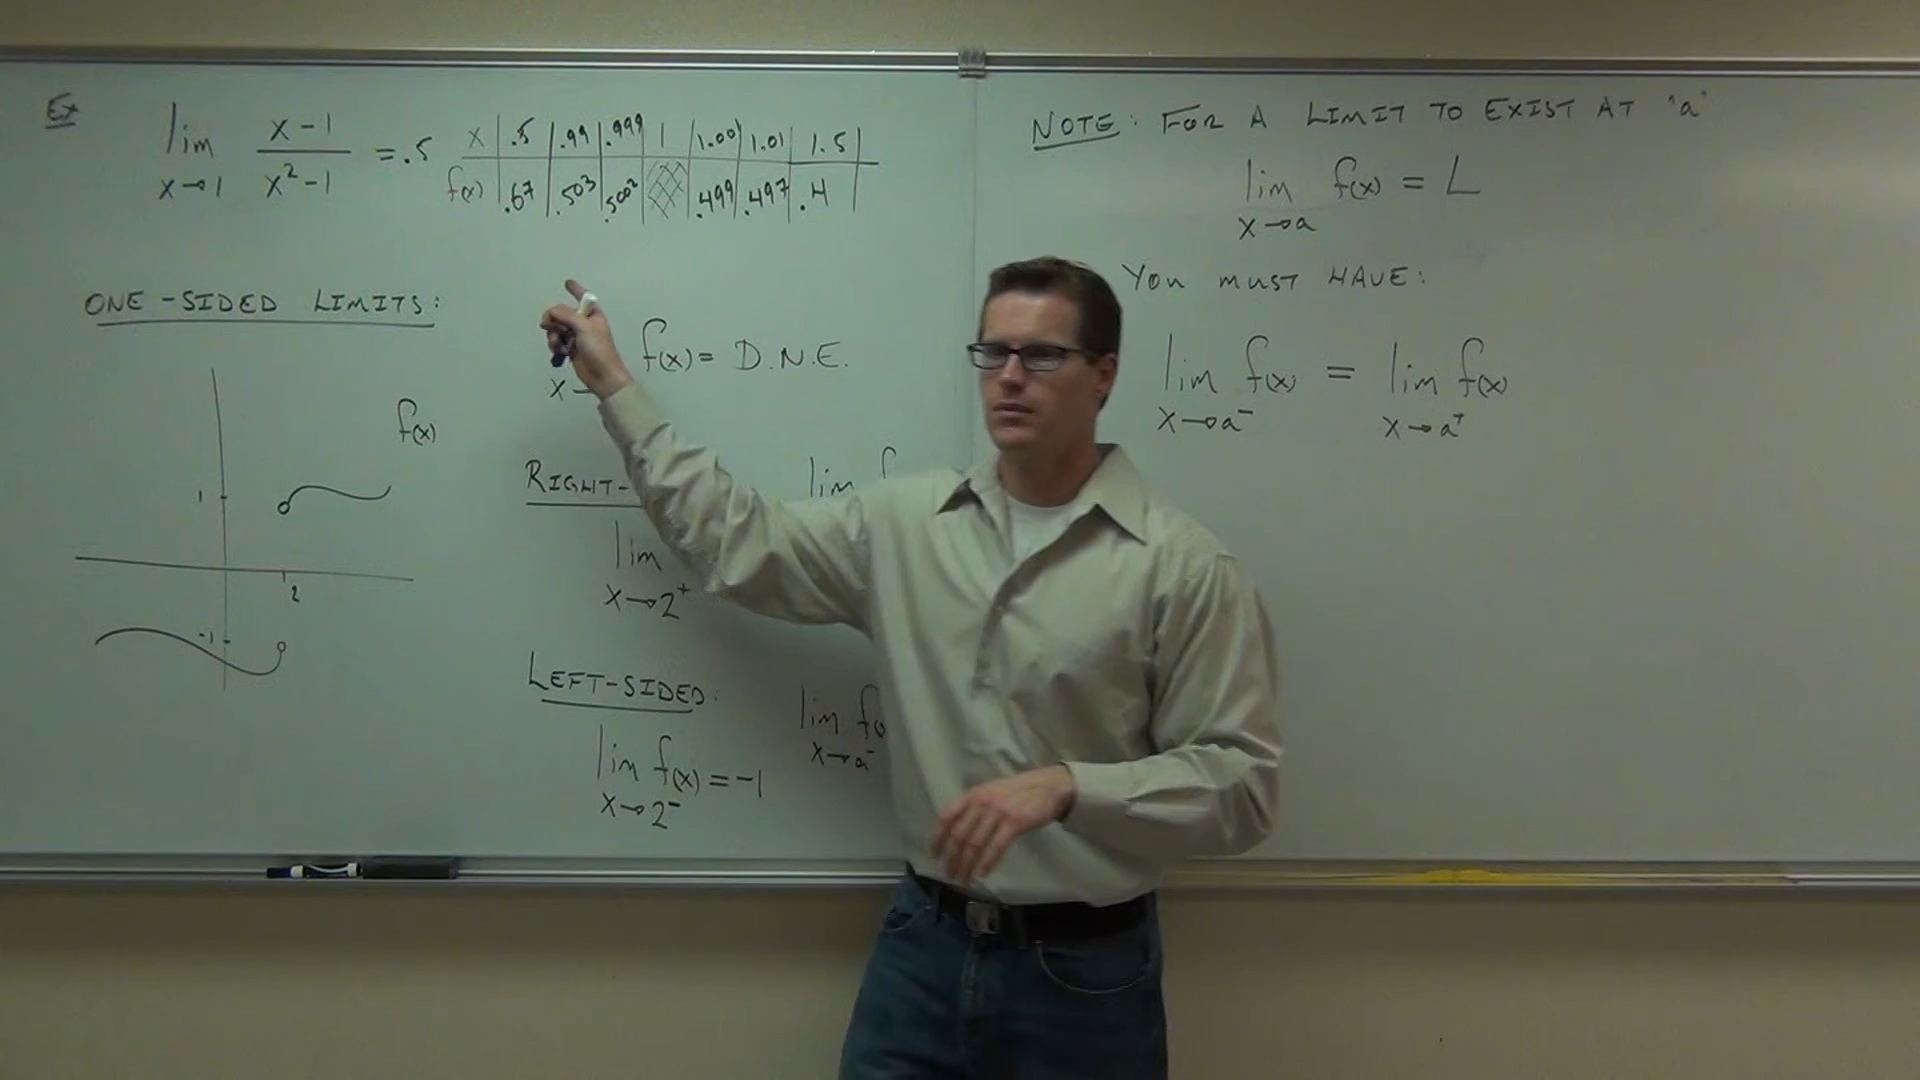 Ex
lim x-1
x→1 x²-1 = .5
x .5 .99 .999 1 1.001 1.01 1.5
f(x) .67 .503 .5002 .499 .497 .4
ONE-SIDED LIMITS:
f(x) = D.N.E.
x→
f(x)
1
2
-1
RIGHT-
lim
x→2⁺
lim f
LEFT-SIDED:
lim f(x) = -1
x→2⁻
lim f(
x→a⁻
NOTE: FOR A LIMIT TO EXIST AT "a"
lim f(x) = L
x→a
YOU MUST HAVE:
lim f(x) = lim f(x)
x→a⁻ x→a⁺